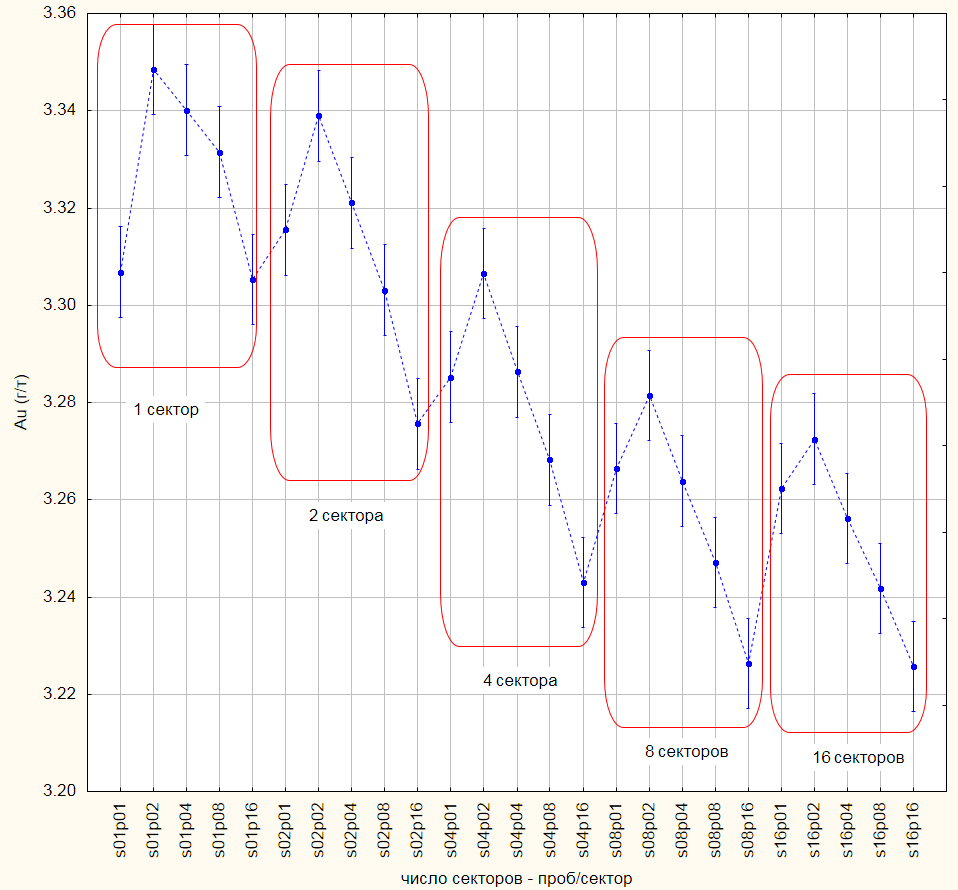 3.36
3.34
3.32
3.30
3.28
3.26
3.24
3.22
3.20
Au (г/т)
1 сектор
2 сектора
4 сектора
8 секторов
16 секторов
s01p01
s01p02
s01p04
s01p08
s01p16
s02p01
s02p02
s02p04
s02p08
s02p16
s04p01
s04p02
s04p04
s04p08
s04p16
s08p01
s08p02
s08p04
s08p08
s08p16
s16p01
s16p02
s16p04
s16p08
s16p16
число секторов - проб/сектор